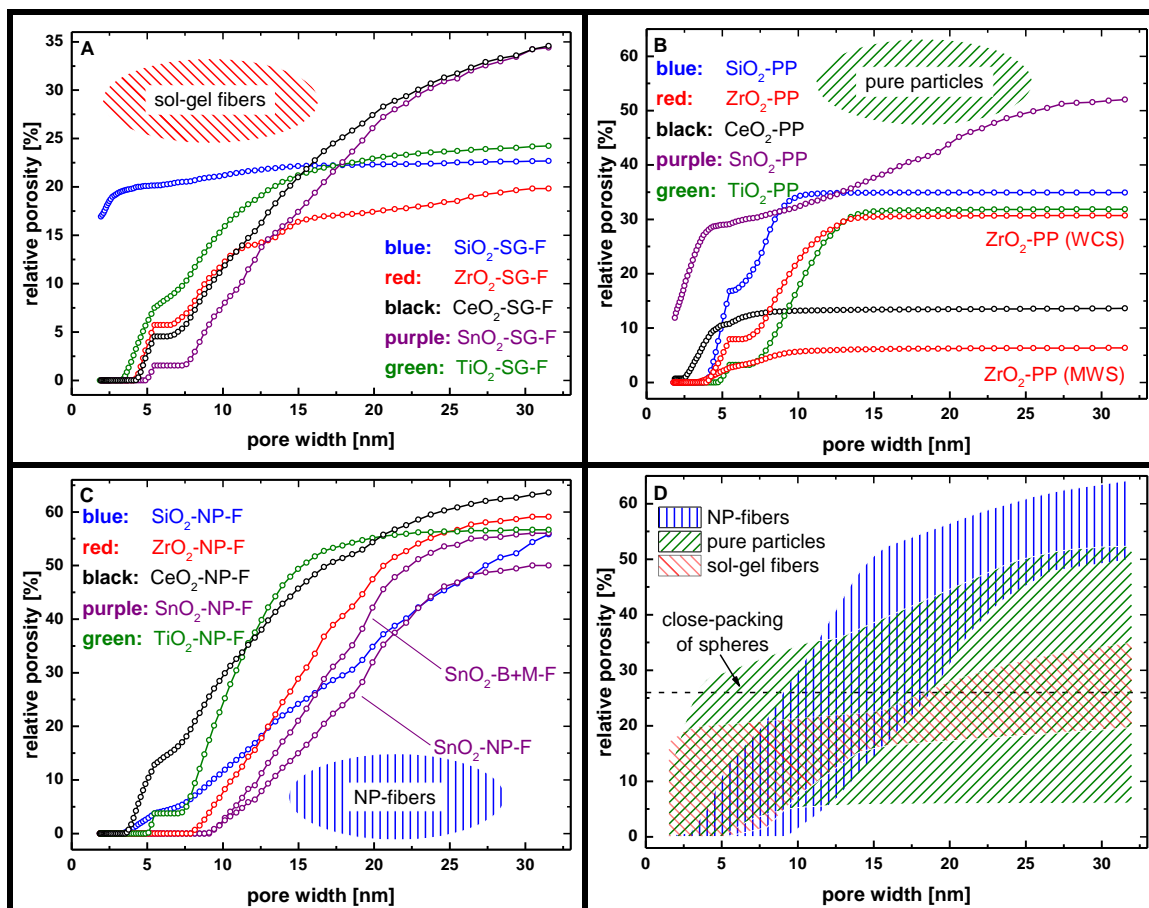 A
sol-gel fibers
35
30
25
20
15
10
5
0
relative porosity [%]
blue: SiO2-SG-F
red: ZrO2-SG-F
black: CeO2-SG-F
purple: SnO2-SG-F
green: TiO2-SG-F
0 5 10 15 20 25 30
pore width [nm]
B
pure particles
60
50
40
30
20
10
0
relative porosity [%]
blue: SiO2-PP
red: ZrO2-PP
black: CeO2-PP
purple: SnO2-PP
green: TiO2-PP
ZrO2-PP (WCS)
ZrO2-PP (MWS)
0 5 10 15 20 25 30
pore width [nm]
C
60
50
40
30
20
10
0
relative porosity [%]
blue: SiO2-NP-F
red: ZrO2-NP-F
black: CeO2-NP-F
purple: SnO2-NP-F
green: TiO2-NP-F
SnO2-B+M-F
SnO2-NP-F
NP-fibers
0 5 10 15 20 25 30
pore width [nm]
D
60
50
40
30
20
10
0
relative porosity [%]
NP-fibers
pure particles
sol-gel fibers
close-packing
of spheres
0 5 10 15 20 25 30
pore width [nm]